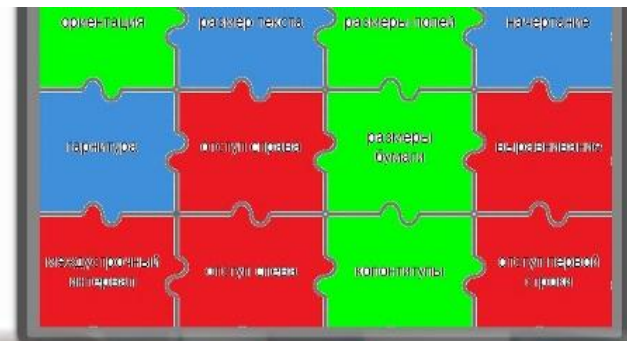 ориентация
размер текста
размеры полей
начертание
гарнитура
отступ справа
размеры
бумаги
выравнивание
междустрочный
интервал
отступ слева
колонтитулы
отступ первой
строки